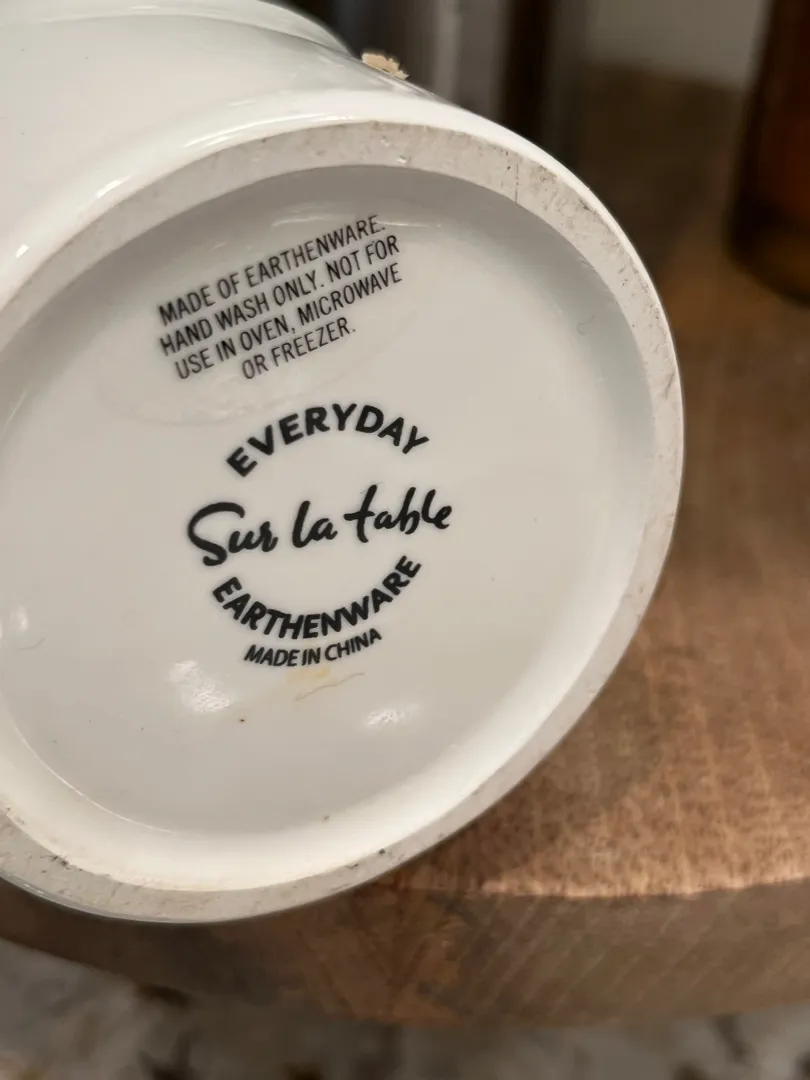 MADE OF EARTHENWARE.
HAND WASH ONLY. NOT FOR
USE IN OVEN, MICROWAVE
OR FREEZER.
EVERYDAY
Sur la table
EARTHENWARE
MADE IN CHINA